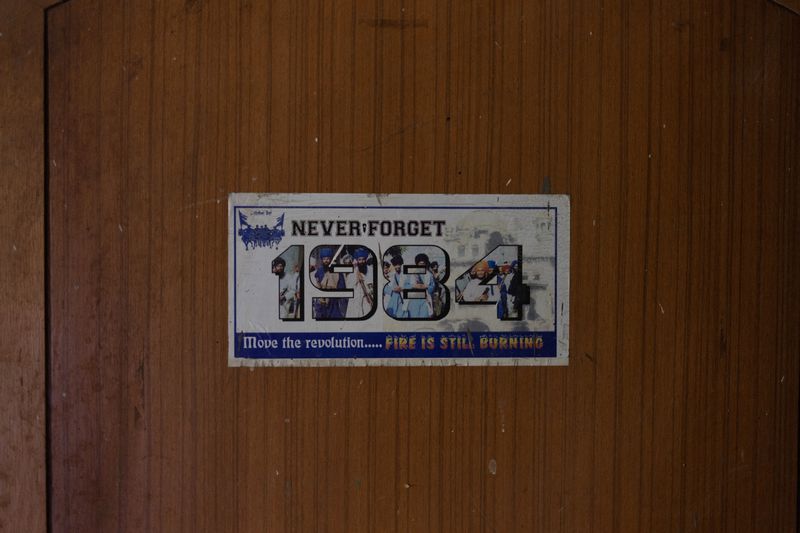 NEVER FORGET
1984
Move the revolution..... FIRE IS STILL BURNING